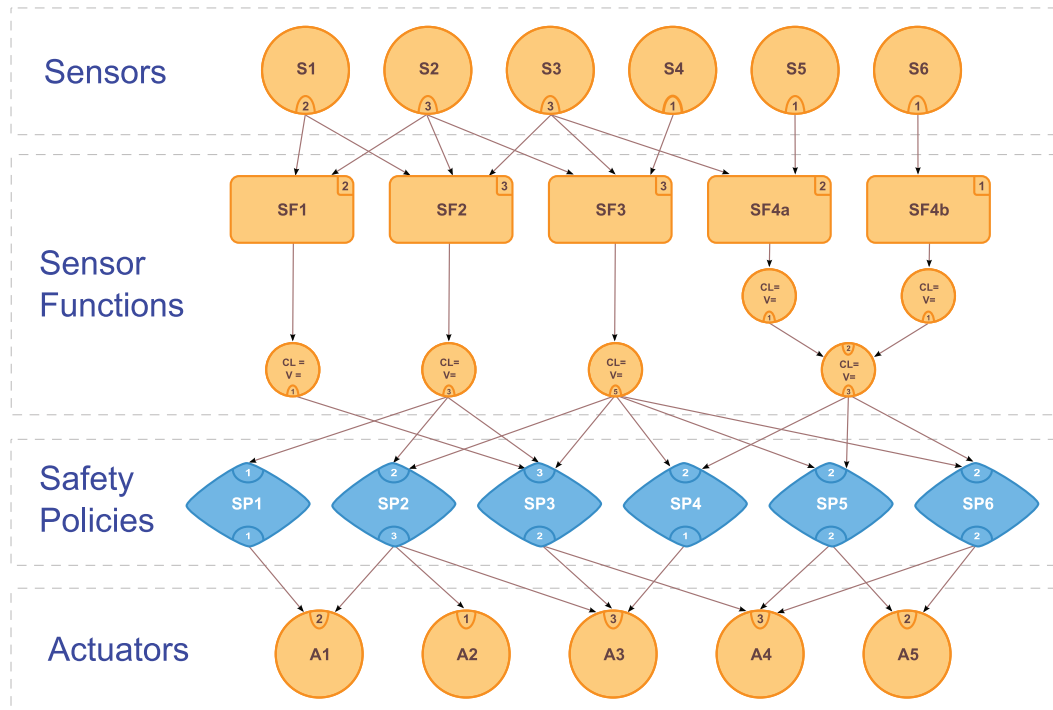 Sensors
S1
S2
S3
S4
S5
S6
2
3
3
1
1
1
Sensor
Functions
2
3
3
2
1
SF1
SF2
SF3
SF4a
SF4b
CL=
V=
1
CL=
V=
1
CL =
V =
1
CL=
V=
3
CL=
V=
5
2
CL=
V=
3
Safety
Policies
1
2
3
2
2
2
SP1
SP2
SP3
SP4
SP5
SP6
1
3
2
1
2
2
Actuators
2
1
3
3
2
A1
A2
A3
A4
A5